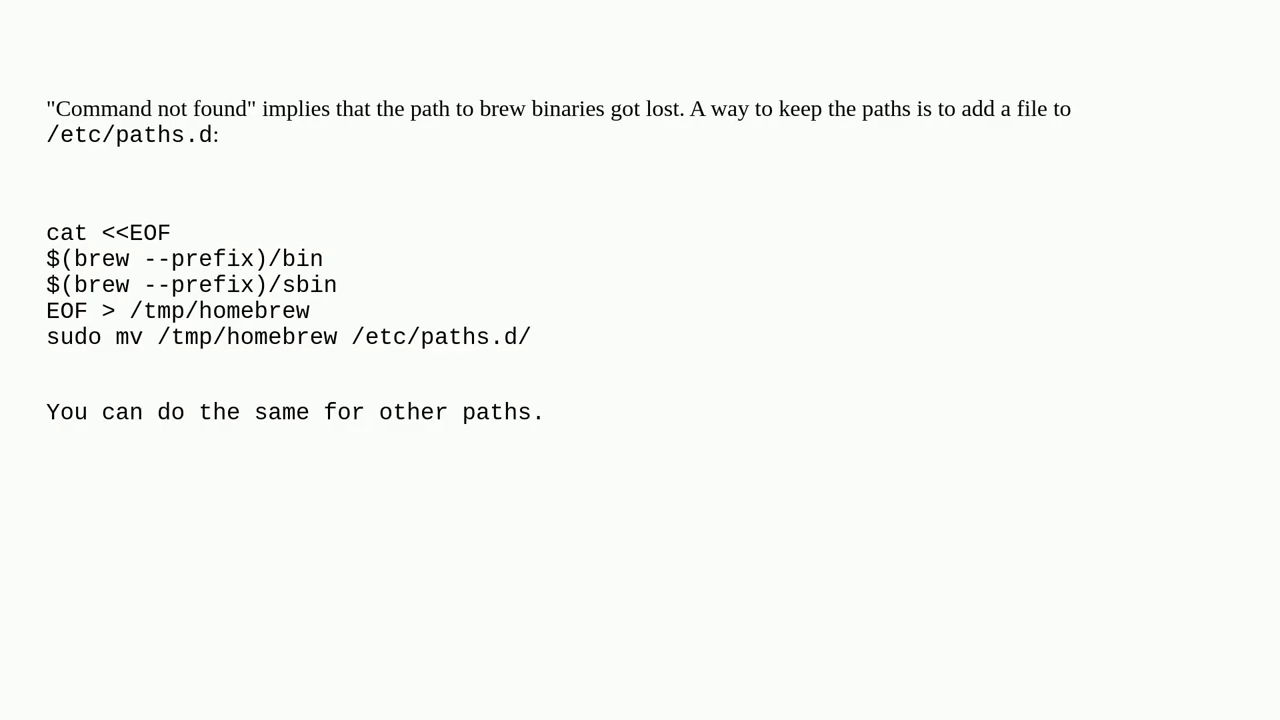 "Command not found" implies that the path to brew binaries got lost. A way to keep the paths is to add a file to
/etc/paths.d:
cat <<EOF
$(brew --prefix)/bin
$(brew --prefix)/sbin
EOF > /tmp/homebrew
sudo mv /tmp/homebrew /etc/paths.d/
You can do the same for other paths.